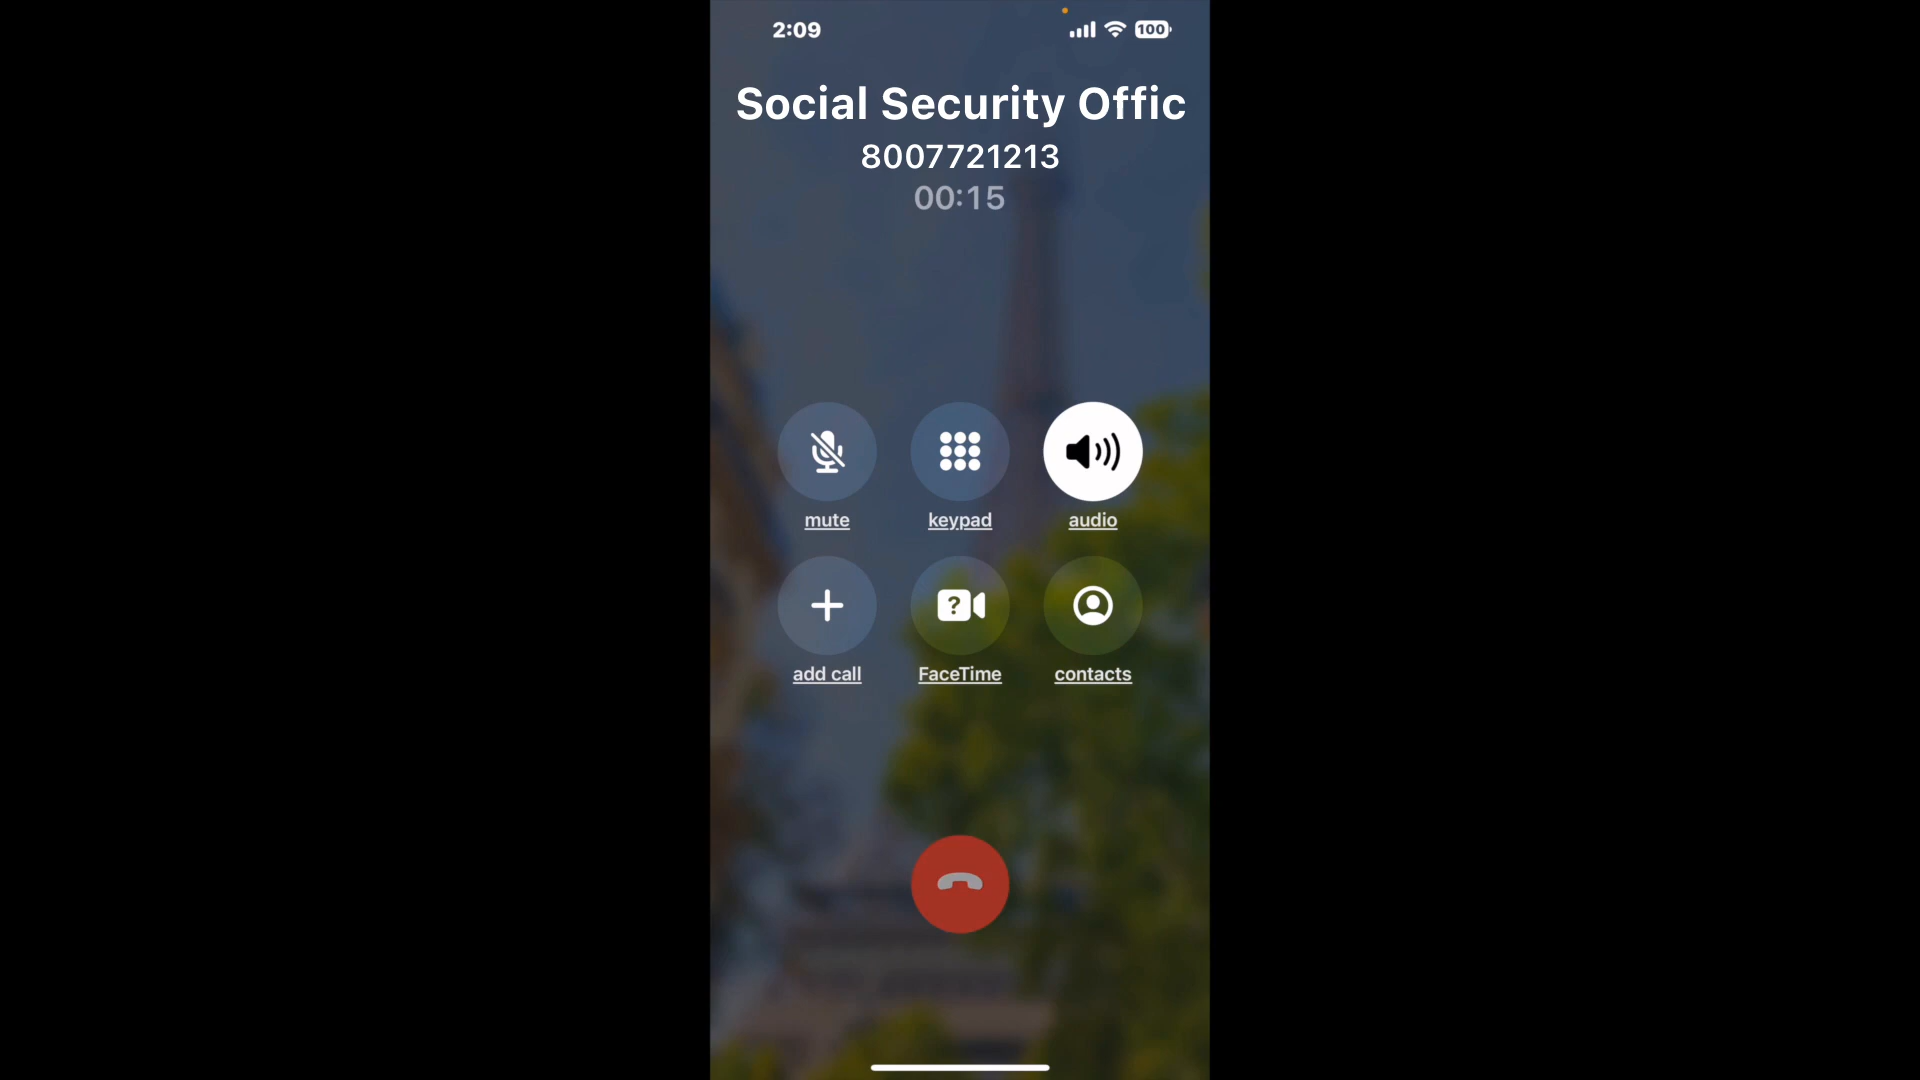 2:09
100
Social Security Offic
8007721213
00:15
mute
keypad
audio
?
add call
FaceTime
contacts